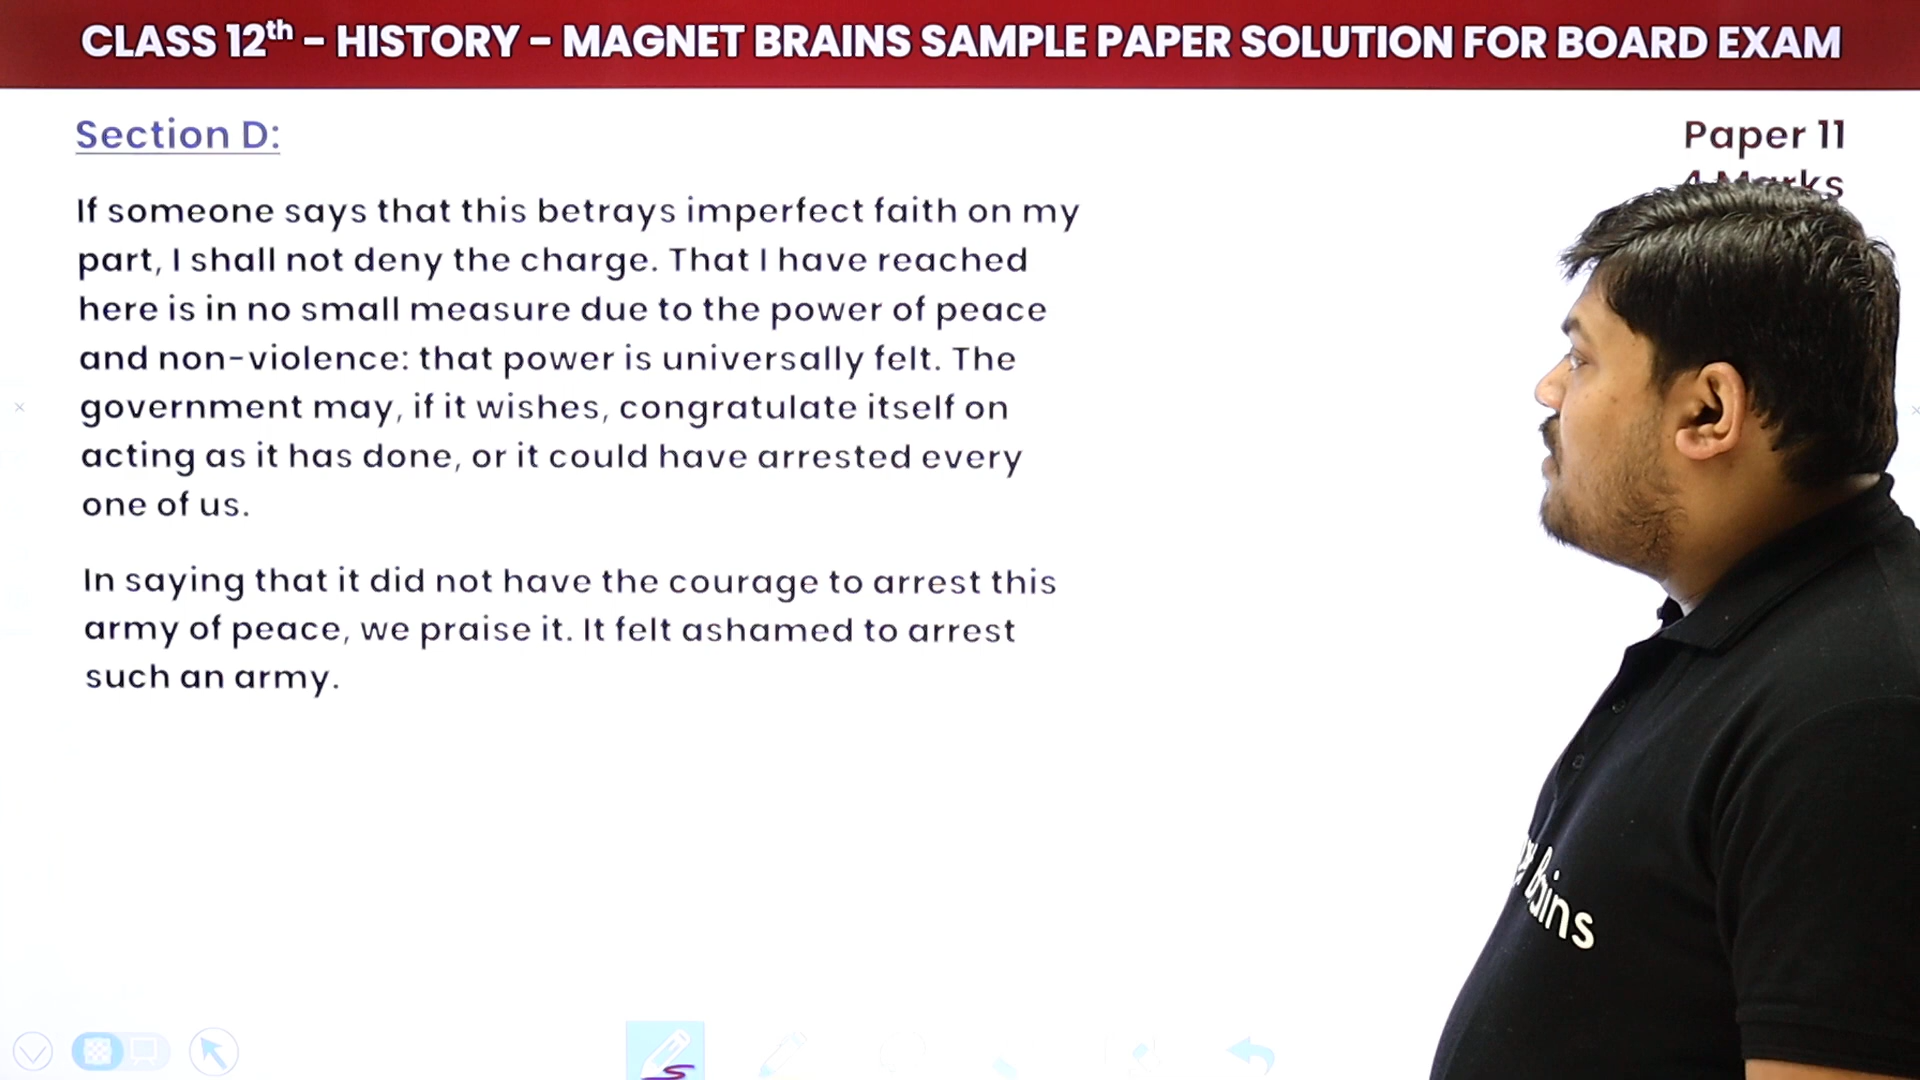 CLASS 12th - HISTORY - MAGNET BRAINS SAMPLE PAPER SOLUTION FOR BOARD EXAM
Section D:
Paper 11
4 Marks
If someone says that this betrays imperfect faith on my
part, I shall not deny the charge. That I have reached
here is in no small measure due to the power of peace
and non-violence: that power is universally felt. The
government may, if it wishes, congratulate itself on
acting as it has done, or it could have arrested every
one of us.
In saying that it did not have the courage to arrest this
army of peace, we praise it. It felt ashamed to arrest
such an army.
Brains